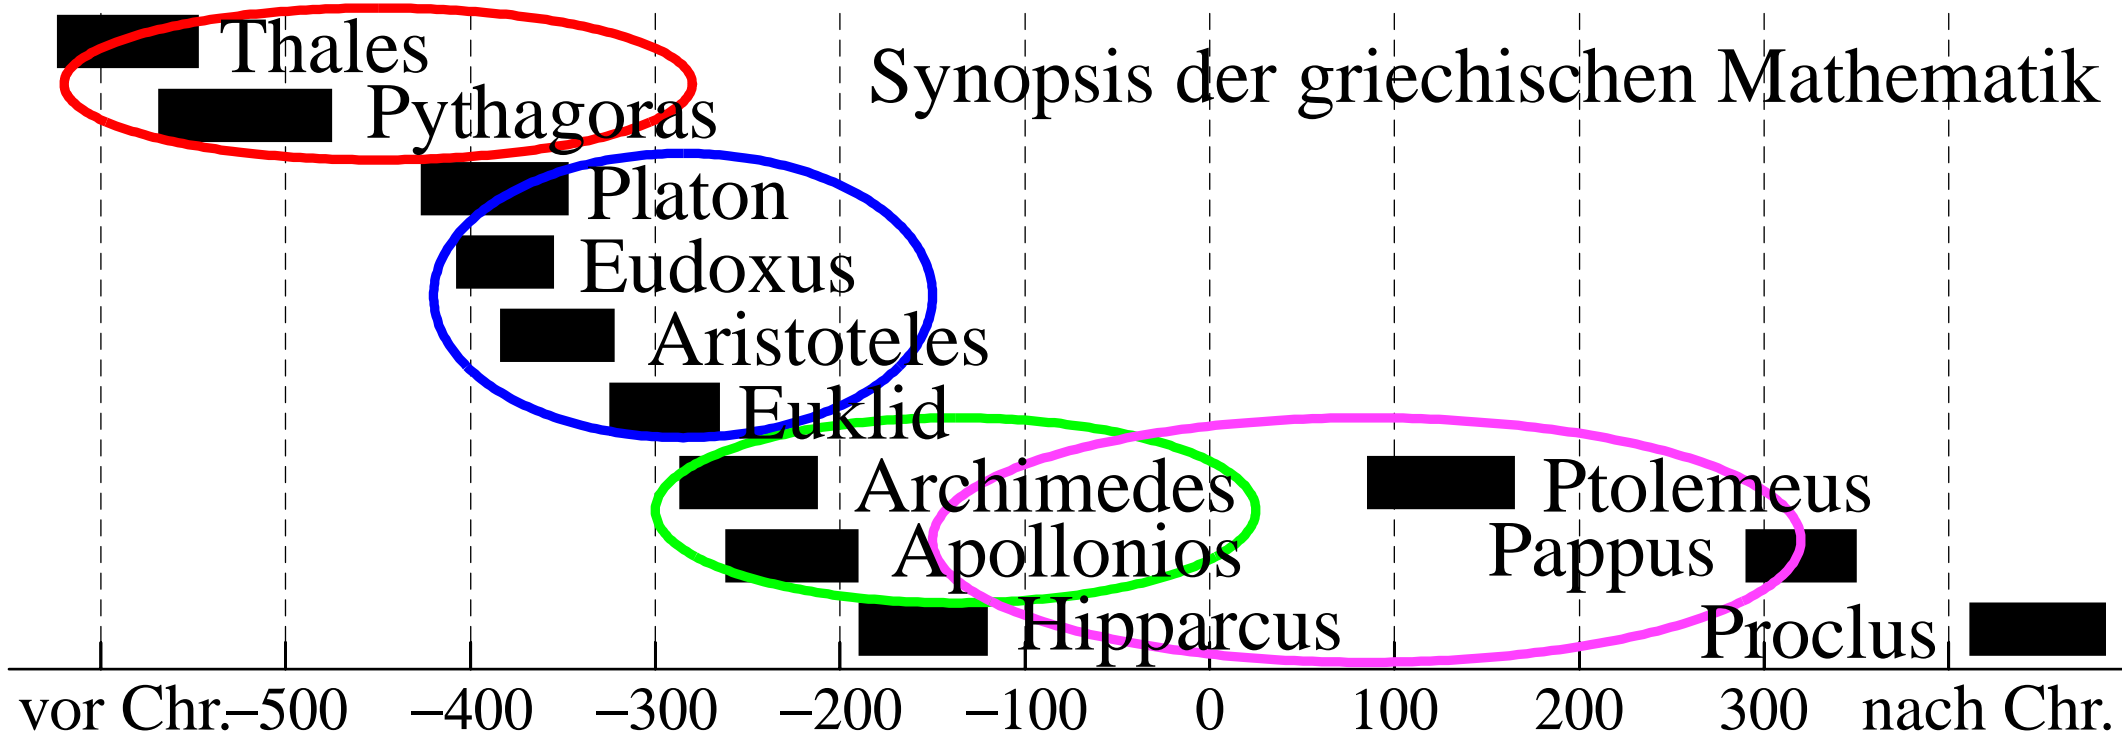 Thales
Synopsis der griechischen Mathematik
Pythagoras
Platon
Eudoxus
Aristoteles
Euklid
Archimedes
Ptolemeus
Apollonios
Pappus
Hipparcus
Proclus
vor Chr. –500 –400 –300 –200 –100 0 100 200 300 nach Chr.